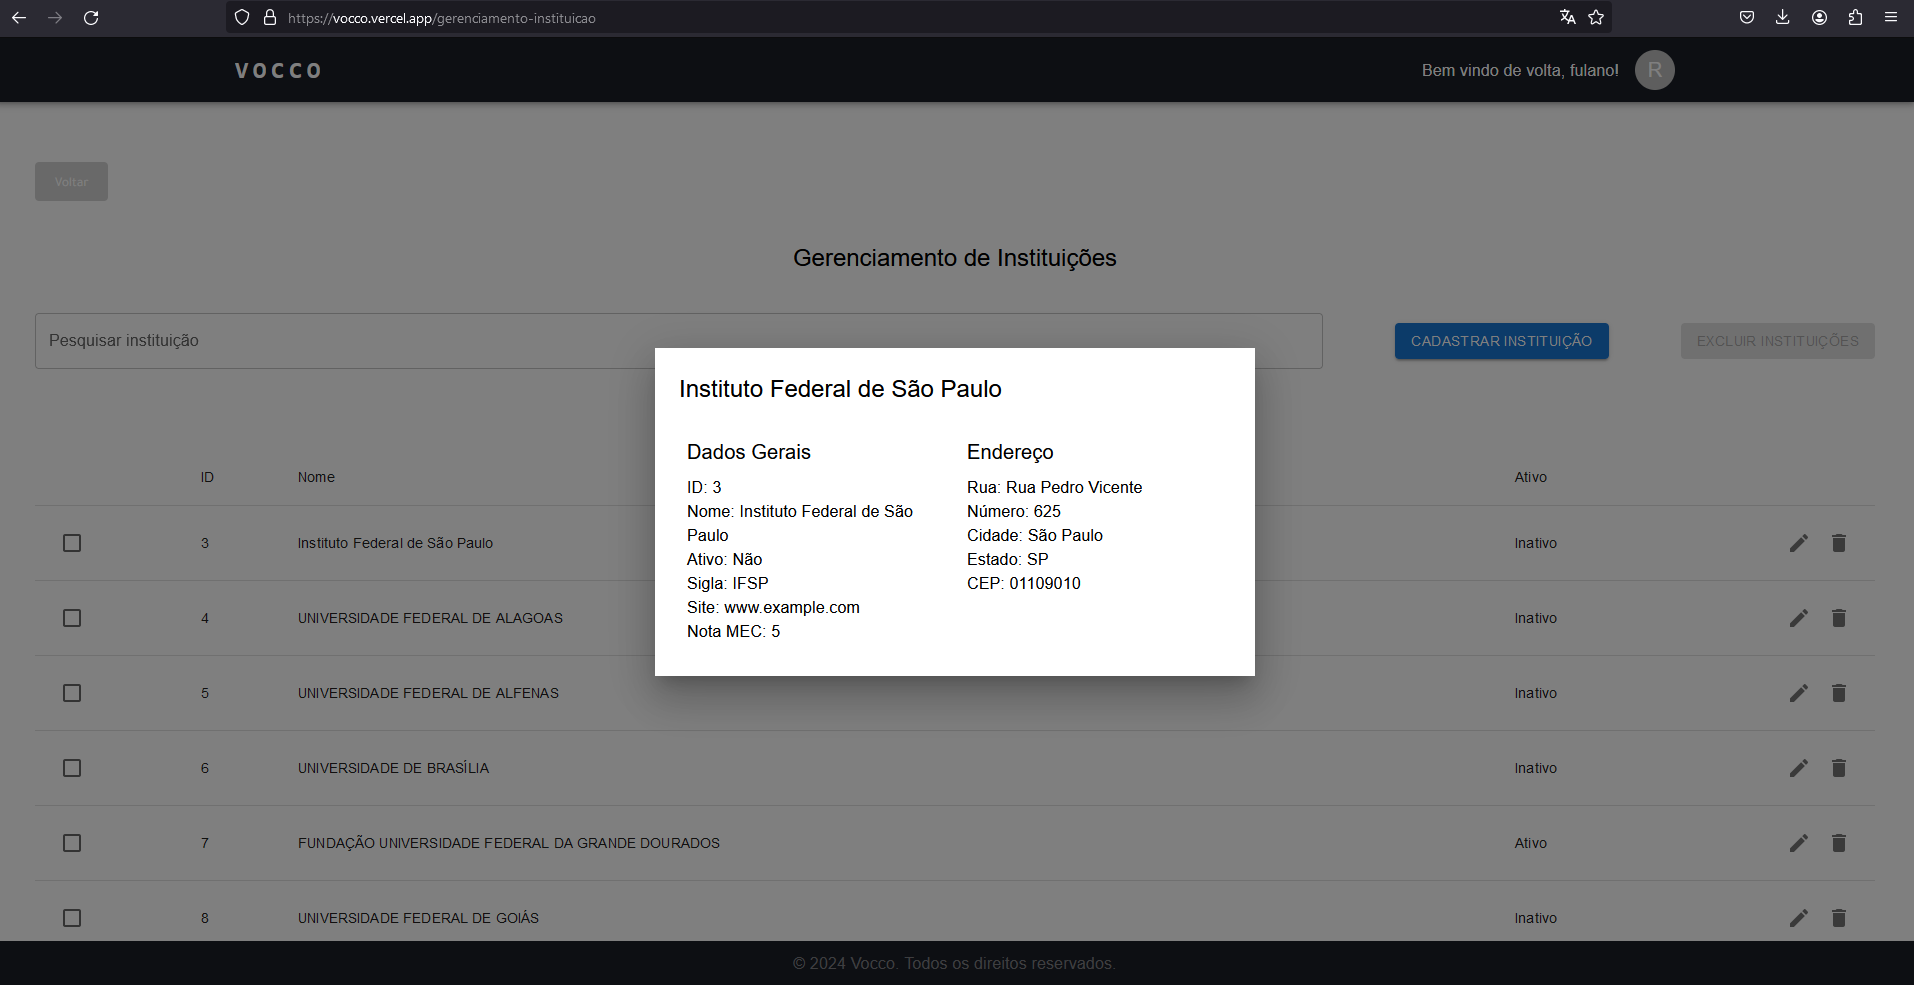 https://vocco.vercel.app/gerenciamento-instituicao
VOCCO
Bem vindo de volta, fulano!
R
Voltar
Gerenciamento de Instituições
Pesquisar instituição
CADASTRAR INSTITUIÇÃO
EXCLUIR INSTITUIÇÕES
Instituto Federal de São Paulo
Dados Gerais
ID: 3
Nome: Instituto Federal de São
Paulo
Ativo: Não
Sigla: IFSP
Site: www.example.com
Nota MEC: 5
Endereço
Rua: Rua Pedro Vicente
Número: 625
Cidade: São Paulo
Estado: SP
CEP: 01109010
ID Nome Ativo
3 Instituto Federal de São Paulo Inativo
4 UNIVERSIDADE FEDERAL DE ALAGOAS Inativo
5 UNIVERSIDADE FEDERAL DE ALFENAS Inativo
6 UNIVERSIDADE DE BRASÍLIA Inativo
7 FUNDAÇÃO UNIVERSIDADE FEDERAL DA GRANDE DOURADOS Ativo
8 UNIVERSIDADE FEDERAL DE GOIÁS Inativo
© 2024 Vocco. Todos os direitos reservados.